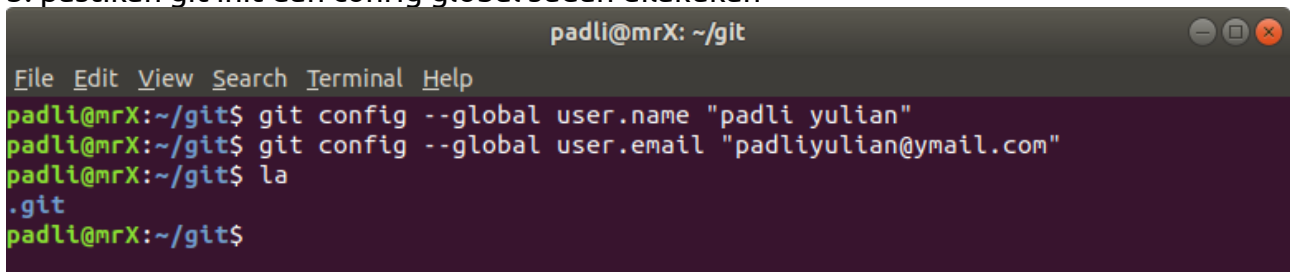 padli@mrX: ~/git
File Edit View Search Terminal Help
padli@mrX:~/git$ git config --global user.name "padli yulian"
padli@mrX:~/git$ git config --global user.email "padliyulian@ymail.com"
padli@mrX:~/git$ la
.git
padli@mrX:~/git$